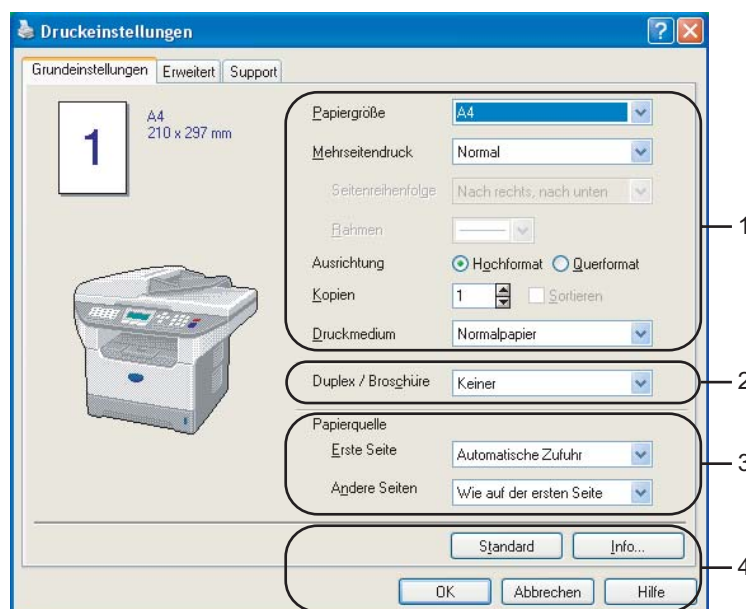 Druckeinstellungen
Grundeinstellungen Erweitert Support
1
A4
210 x 297 mm
Papiergröße A4
Mehrseitendruck Normal
Seitenreihenfolge Nach rechts, nach unten
Rahmen
1
Ausrichtung Hochformat Querformat
Kopien 1 Sortieren
Druckmedium Normalpapier
Duplex / Broschüre Keiner 2
Papierquelle
Erste Seite Automatische Zufuhr
3
Andere Seiten Wie auf der ersten Seite
Standard Info...
4
OK Abbrechen Hilfe